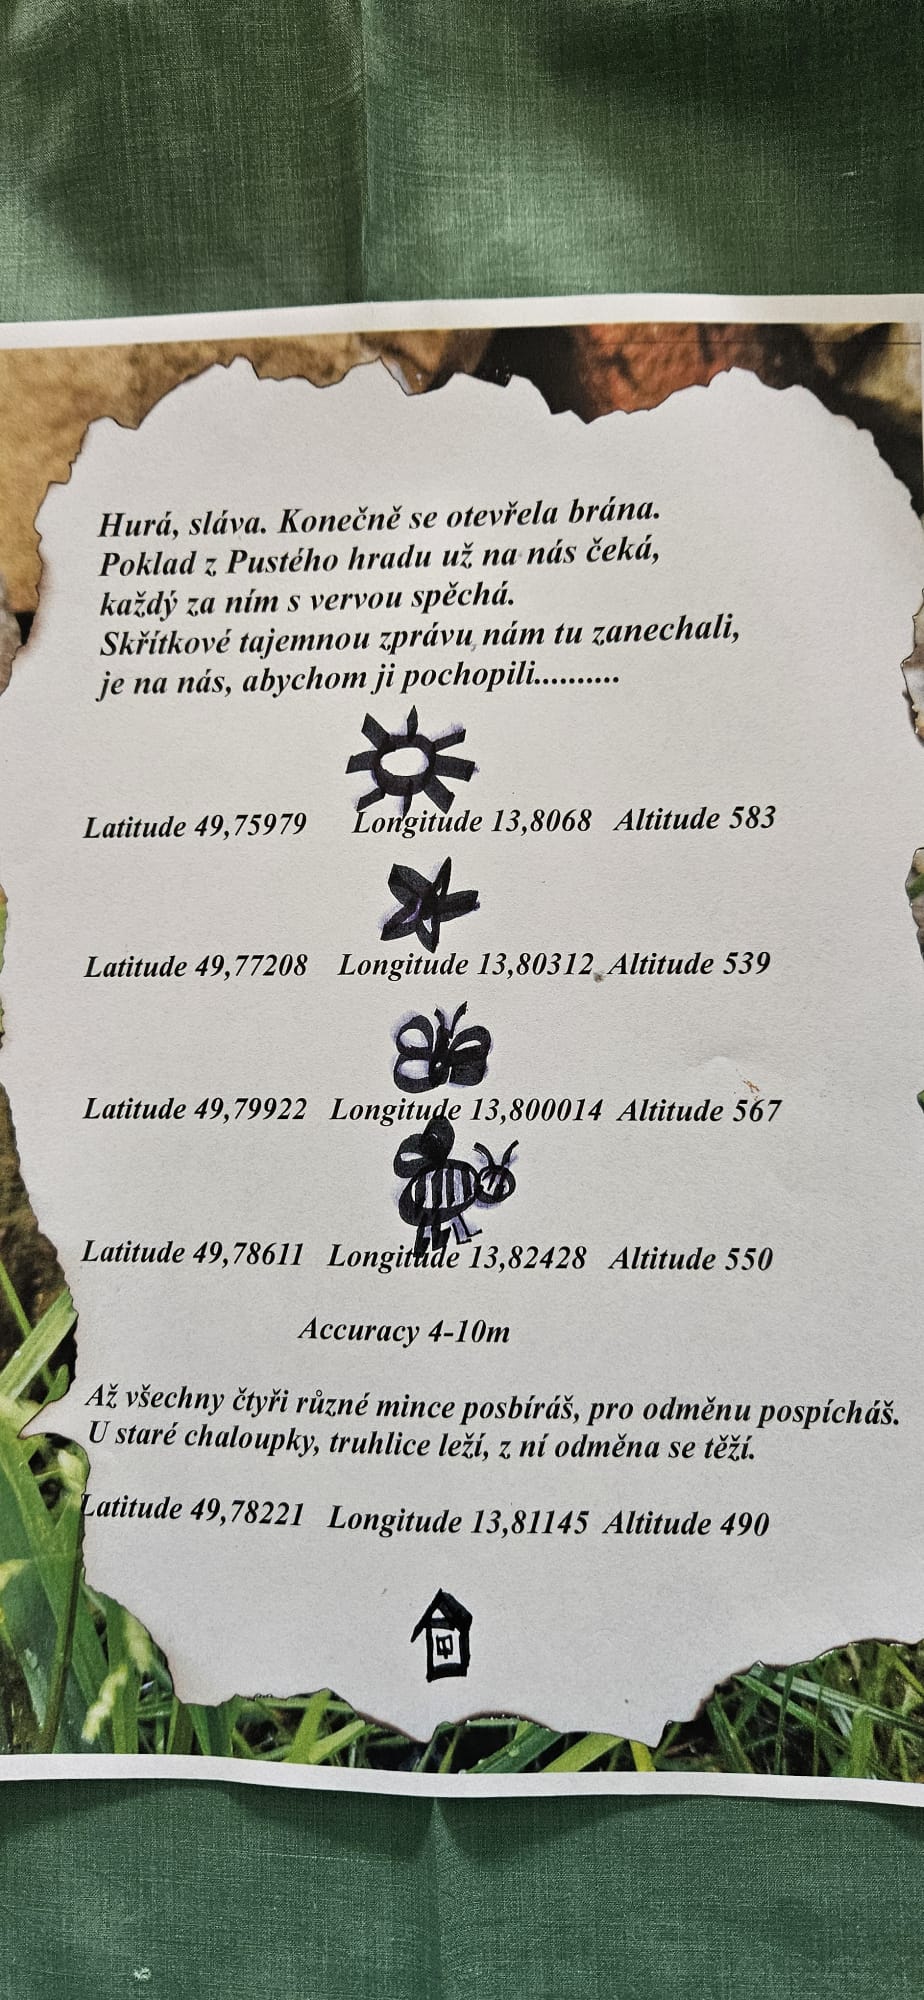 Hurá, sláva. Konečně se otevřela brána.
Poklad z Pustého hradu už na nás čeká,
každý za ním s vervou spěchá.
Skřítkové tajemnou zprávu nám tu zanechali,
je na nás, abychom ji pochopili..........
Latitude 49,75979 Longitude 13,8068 Altitude 583
Latitude 49,77208 Longitude 13,80312 Altitude 539
Latitude 49,79922 Longitude 13,800014 Altitude 567
Latitude 49,78611 Longitude 13,82428 Altitude 550
Accuracy 4-10m
Až všechny čtyři různé mince posbíráš, pro odměnu pospícháš.
U staré chaloupky, truhlice leží, z ní odměna se těží.
Latitude 49,78221 Longitude 13,81145 Altitude 490